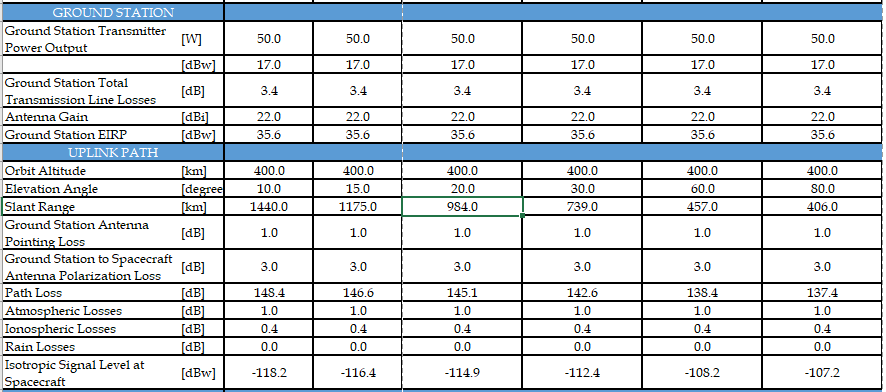 GROUND STATION
Ground Station Transmitter Power Output [W] 50.0 50.0 50.0 50.0 50.0 50.0
[dBw] 17.0 17.0 17.0 17.0 17.0 17.0
Ground Station Total Transmission Line Losses [dB] 3.4 3.4 3.4 3.4 3.4 3.4
Antenna Gain [dBi] 22.0 22.0 22.0 22.0 22.0 22.0
Ground Station EIRP [dBw] 35.6 35.6 35.6 35.6 35.6 35.6
UPLINK PATH
Orbit Altitude [km] 400.0 400.0 400.0 400.0 400.0 400.0
Elevation Angle [degree 10.0 15.0 20.0 30.0 60.0 80.0
Slant Range [km] 1440.0 1175.0 984.0 739.0 457.0 406.0
Ground Station Antenna Pointing Loss [dB] 1.0 1.0 1.0 1.0 1.0 1.0
Ground Station to Spacecraft Antenna Polarization Loss [dB] 3.0 3.0 3.0 3.0 3.0 3.0
Path Loss [dB] 148.4 146.6 145.1 142.6 138.4 137.4
Atmospheric Losses [dB] 1.0 1.0 1.0 1.0 1.0 1.0
Ionospheric Losses [dB] 0.4 0.4 0.4 0.4 0.4 0.4
Rain Losses [dB] 0.0 0.0 0.0 0.0 0.0 0.0
Isotropic Signal Level at Spacecraft [dBw] -118.2 -116.4 -114.9 -112.4 -108.2 -107.2